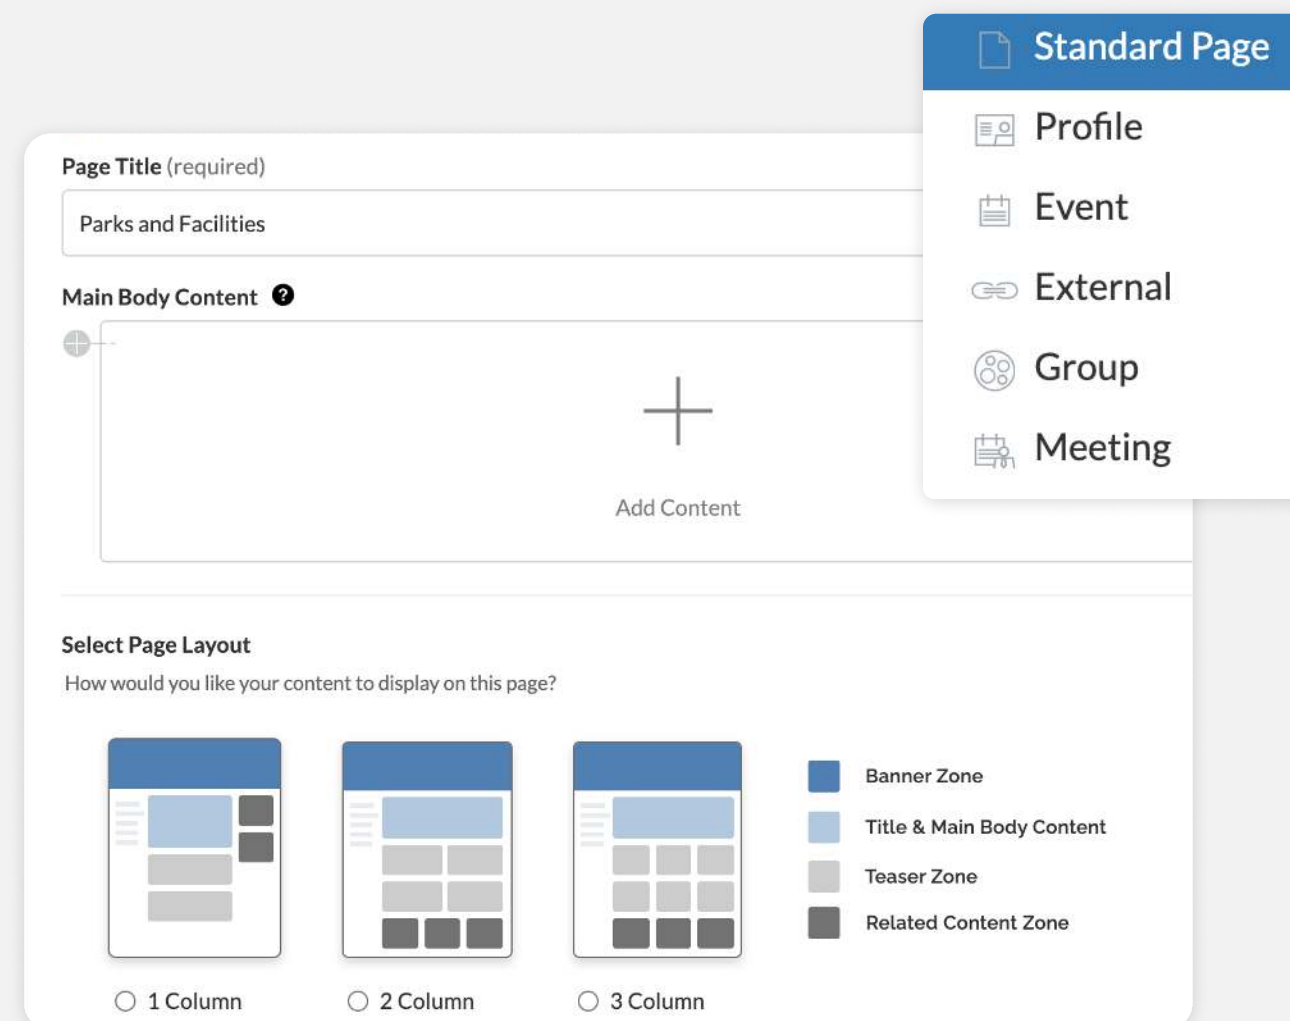 Standard Page
Profile
Event
External
Group
Meeting
Page Title (required)
Parks and Facilities
Main Body Content ?
Add Content
Select Page Layout
How would you like your content to display on this page?
Banner Zone
Title & Main Body Content
Teaser Zone
Related Content Zone
1 Column
2 Column
3 Column